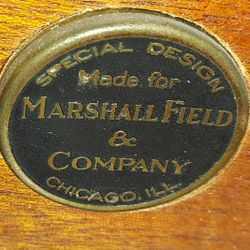 SPECIAL DESIGN
Made for
MARSHALL FIELD
&
COMPANY
CHICAGO, ILL.